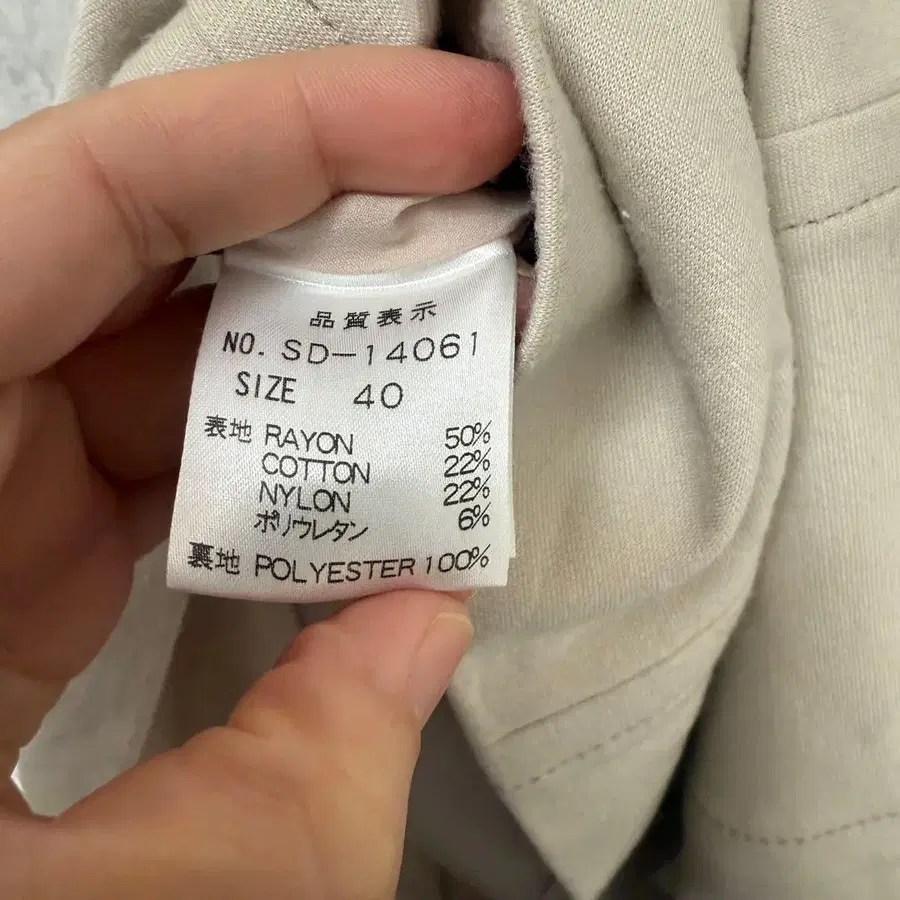 品質表示
NO. SD-14061
SIZE 40
表地 RAYON 50%
COTTON 22%
NYLON 22%
ポリウレタン 6%
裏地 POLYESTER 100%